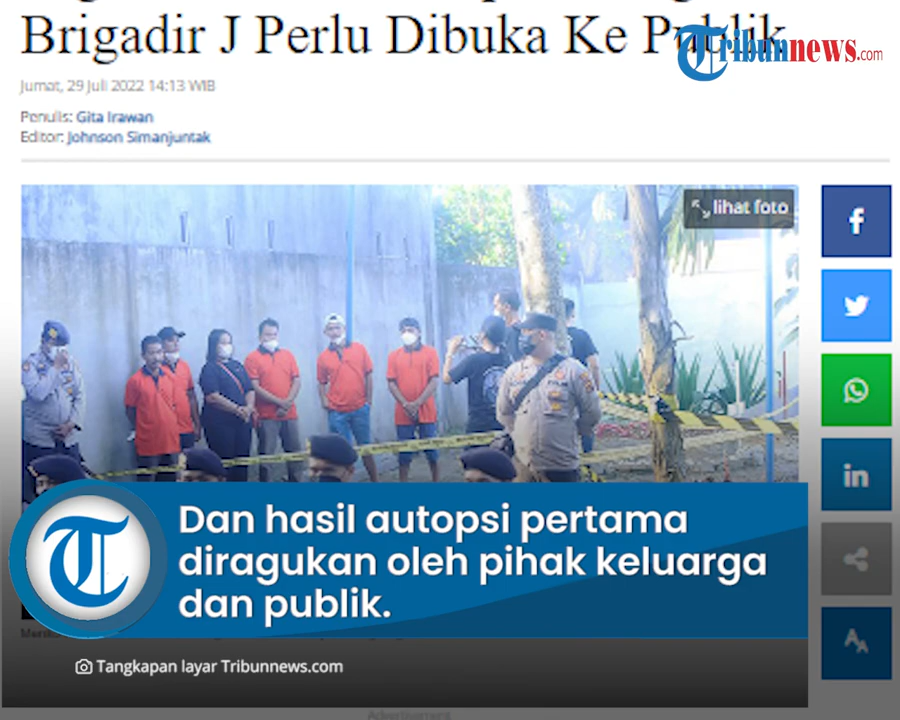 Brigadir J Perlu Dibuka Ke Publik
Tribunnews.com
Jumat, 29 Juli 2022 14:13 WIB
Penulis: Gita Irawan
Editor: Johnson Simanjuntak
lihat foto
Dan hasil autopsi pertama
diragukan oleh pihak keluarga
dan publik.
Tangkapan layar Tribunnews.com
Advertisement